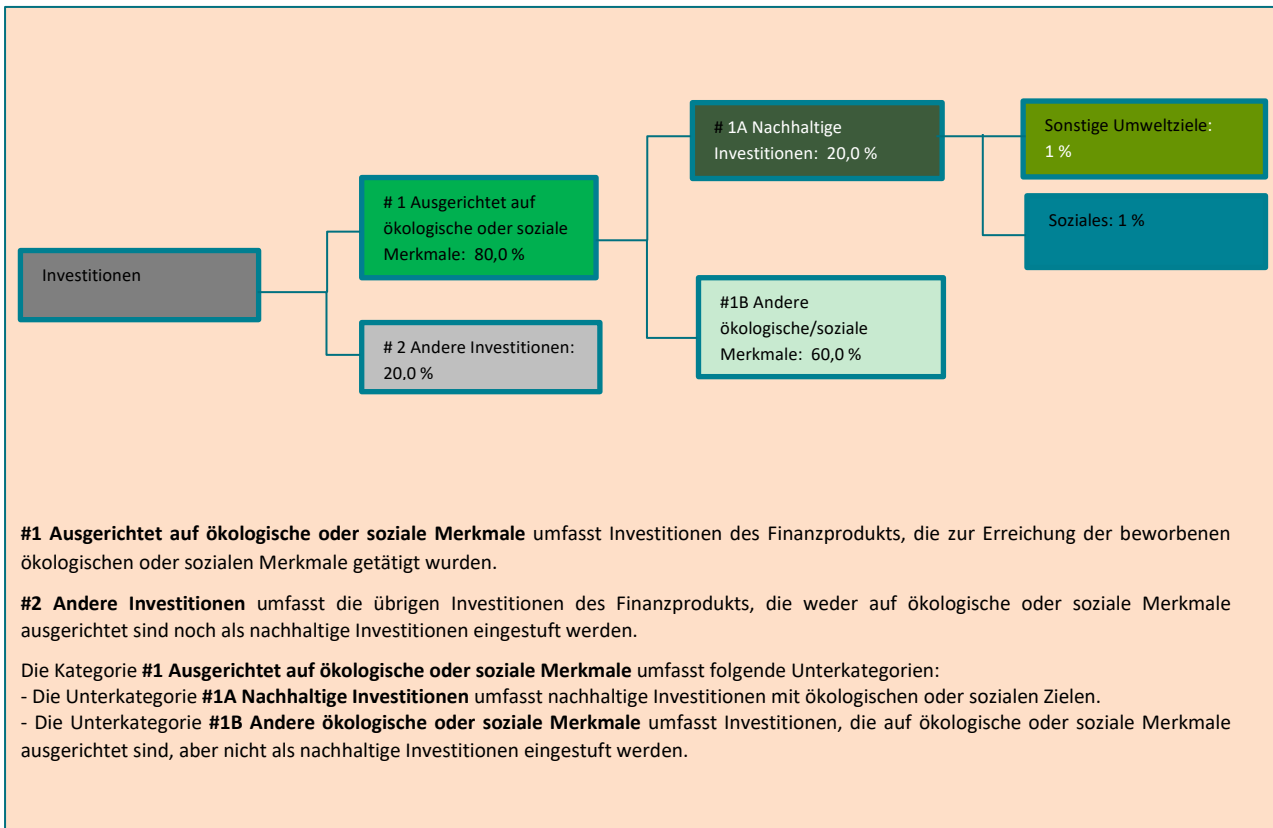 # 1A Nachhaltige
Investitionen: 20,0 %
Sonstige Umweltziele:
1 %
# 1 Ausgerichtet auf
ökologische oder soziale
Merkmale: 80,0 %
Soziales: 1 %
Investitionen
#1B Andere
ökologische/soziale
Merkmale: 60,0 %
# 2 Andere Investitionen:
20,0 %
#1 Ausgerichtet auf ökologische oder soziale Merkmale umfasst Investitionen des Finanzprodukts, die zur Erreichung der beworbenen
ökologischen oder sozialen Merkmale getätigt wurden.
#2 Andere Investitionen umfasst die übrigen Investitionen des Finanzprodukts, die weder auf ökologische oder soziale Merkmale
ausgerichtet sind noch als nachhaltige Investitionen eingestuft werden.
Die Kategorie #1 Ausgerichtet auf ökologische oder soziale Merkmale umfasst folgende Unterkategorien:
- Die Unterkategorie #1A Nachhaltige Investitionen umfasst nachhaltige Investitionen mit ökologischen oder sozialen Zielen.
- Die Unterkategorie #1B Andere ökologische oder soziale Merkmale umfasst Investitionen, die auf ökologische oder soziale Merkmale
ausgerichtet sind, aber nicht als nachhaltige Investitionen eingestuft werden.